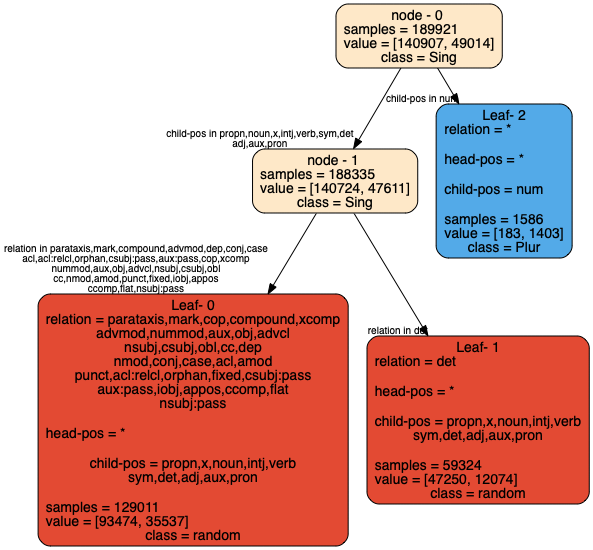 node - 0
samples = 189921
value = [140907, 49014]
class = Sing
child-pos in num
child-pos in propn,noun,x,intj,verb,sym,det
adj,aux,pron
Leaf- 2
relation = *
head-pos = *
child-pos = num
samples = 1586
value = [183, 1403]
class = Plur
node - 1
samples = 188335
value = [140724, 47611]
class = Sing
relation in parataxis,mark,compound,advmod,dep,conj,case
acl,acl:relcl,orphan,csubj:pass,aux:pass,cop,xcomp
nummod,aux,obj,advcl,nsubj,csubj,obl
cc,nmod,amod,punct,fixed,iobj,appos
ccomp,flat,nsubj:pass
relation in det
Leaf- 0
relation = parataxis,mark,cop,compound,xcomp
advmod,nummod,aux,obj,advcl
nsubj,csubj,obl,cc,dep
nmod,conj,case,acl,amod
punct,acl:relcl,orphan,fixed,csubj:pass
aux:pass,iobj,appos,ccomp,flat
nsubj:pass
head-pos = *
child-pos = propn,x,noun,intj,verb
sym,det,adj,aux,pron
samples = 129011
value = [93474, 35537]
class = random
Leaf- 1
relation = det
head-pos = *
child-pos = propn,x,noun,intj,verb
sym,det,adj,aux,pron
samples = 59324
value = [47250, 12074]
class = random